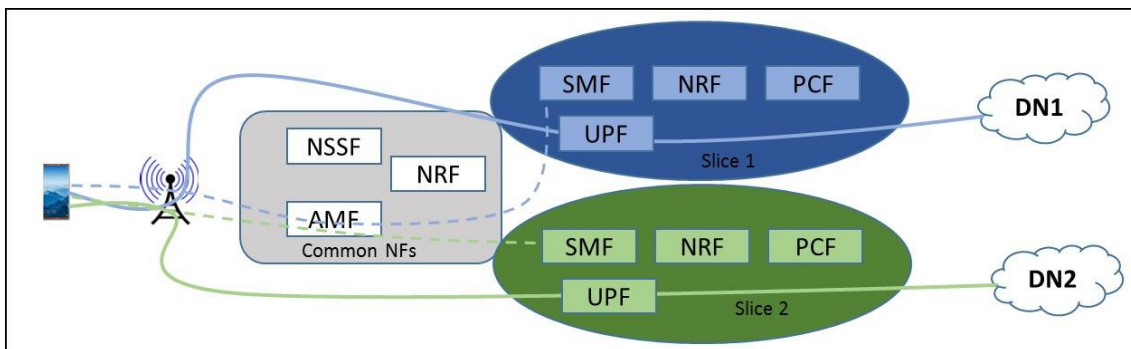 SMF NRF PCF
UPF
Slice 1
DN1
NSSF
NRF
AMF
Common NFs
SMF NRF PCF
UPF
Slice 2
DN2